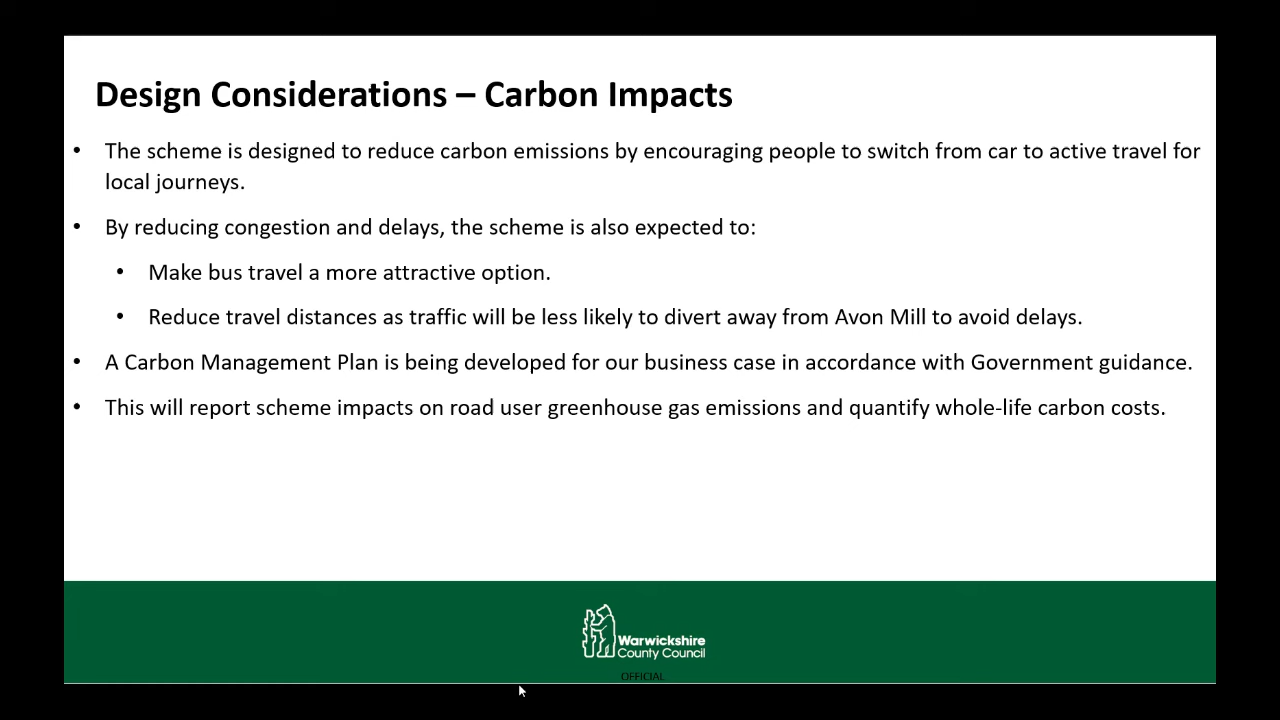 Design Considerations – Carbon Impacts
• The scheme is designed to reduce carbon emissions by encouraging people to switch from car to active travel for
local journeys.
• By reducing congestion and delays, the scheme is also expected to:
• Make bus travel a more attractive option.
• Reduce travel distances as traffic will be less likely to divert away from Avon Mill to avoid delays.
• A Carbon Management Plan is being developed for our business case in accordance with Government guidance.
• This will report scheme impacts on road user greenhouse gas emissions and quantify whole-life carbon costs.
Warwickshire
County Council
OFFICIAL